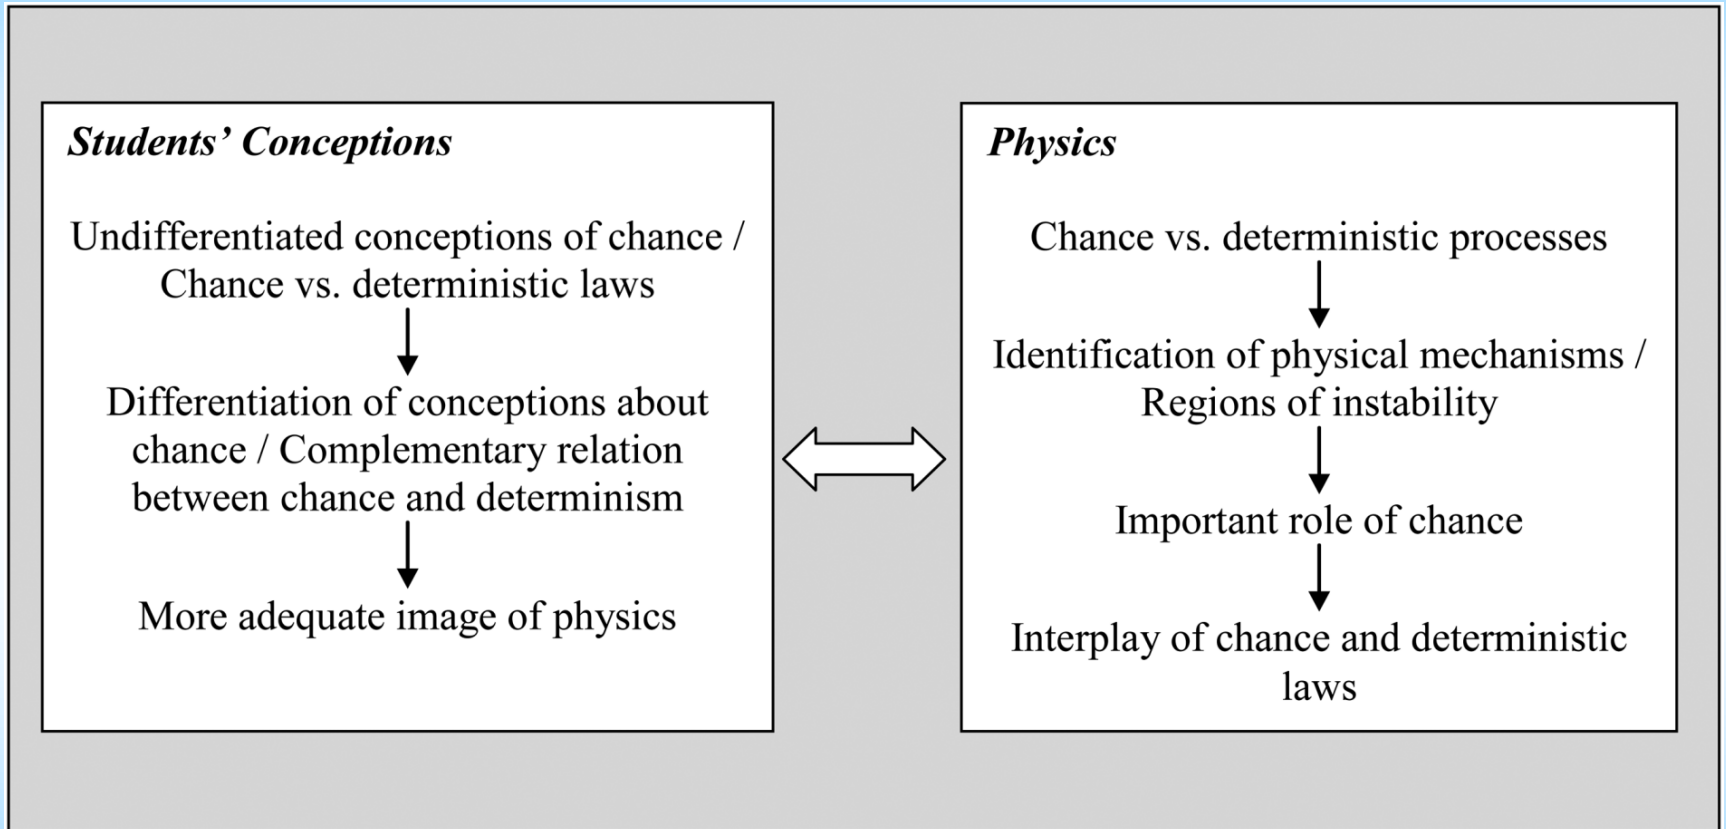 Students’ Conceptions
Undifferentiated conceptions of chance /
Chance vs. deterministic laws
Differentiation of conceptions about
chance / Complementary relation
between chance and determinism
More adequate image of physics
Physics
Chance vs. deterministic processes
Identification of physical mechanisms /
Regions of instability
Important role of chance
Interplay of chance and deterministic
laws